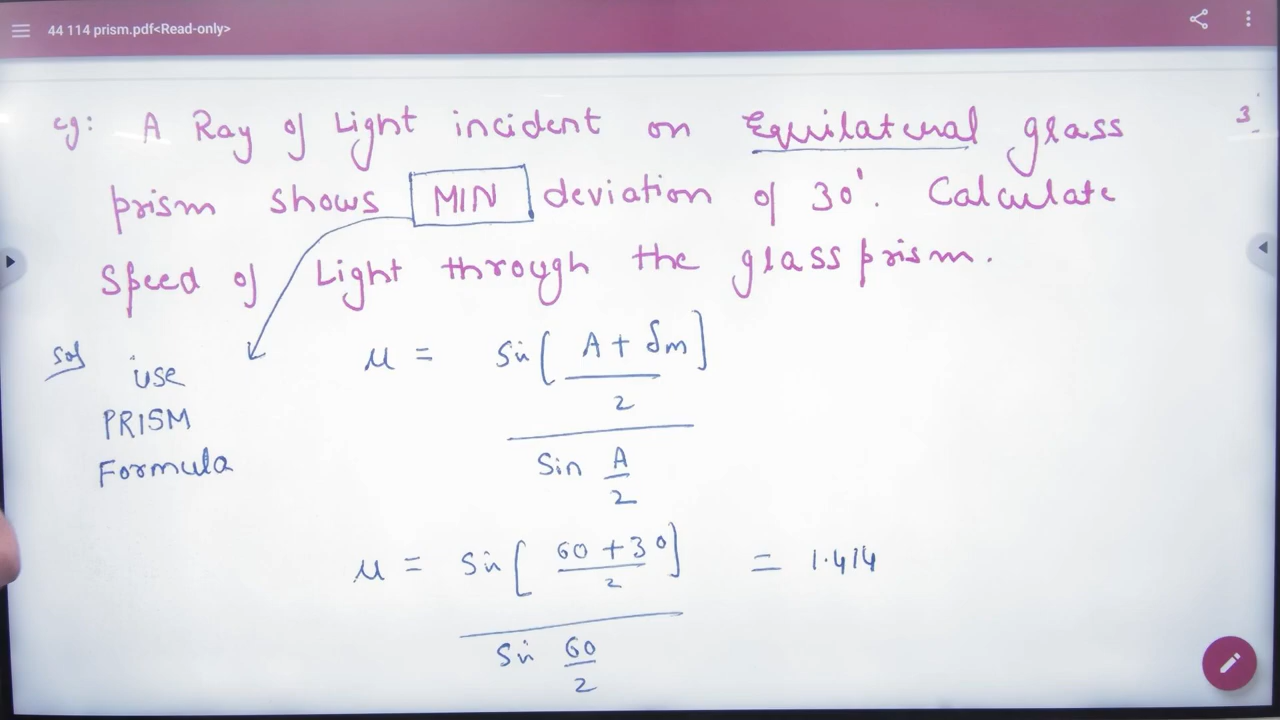 44 114 prism.pdf<Read-only>
3
eg: A Ray of Light incident on Equilateral glass
prism shows MIN deviation of 30°. Calculate
Speed of Light through the glass prism.
Sol use
PRISM
Formula
μ = Sin[(A + δm)/2] / Sin A/2
μ = Sin[(60 + 30)/2] / Sin 60/2 = 1.414